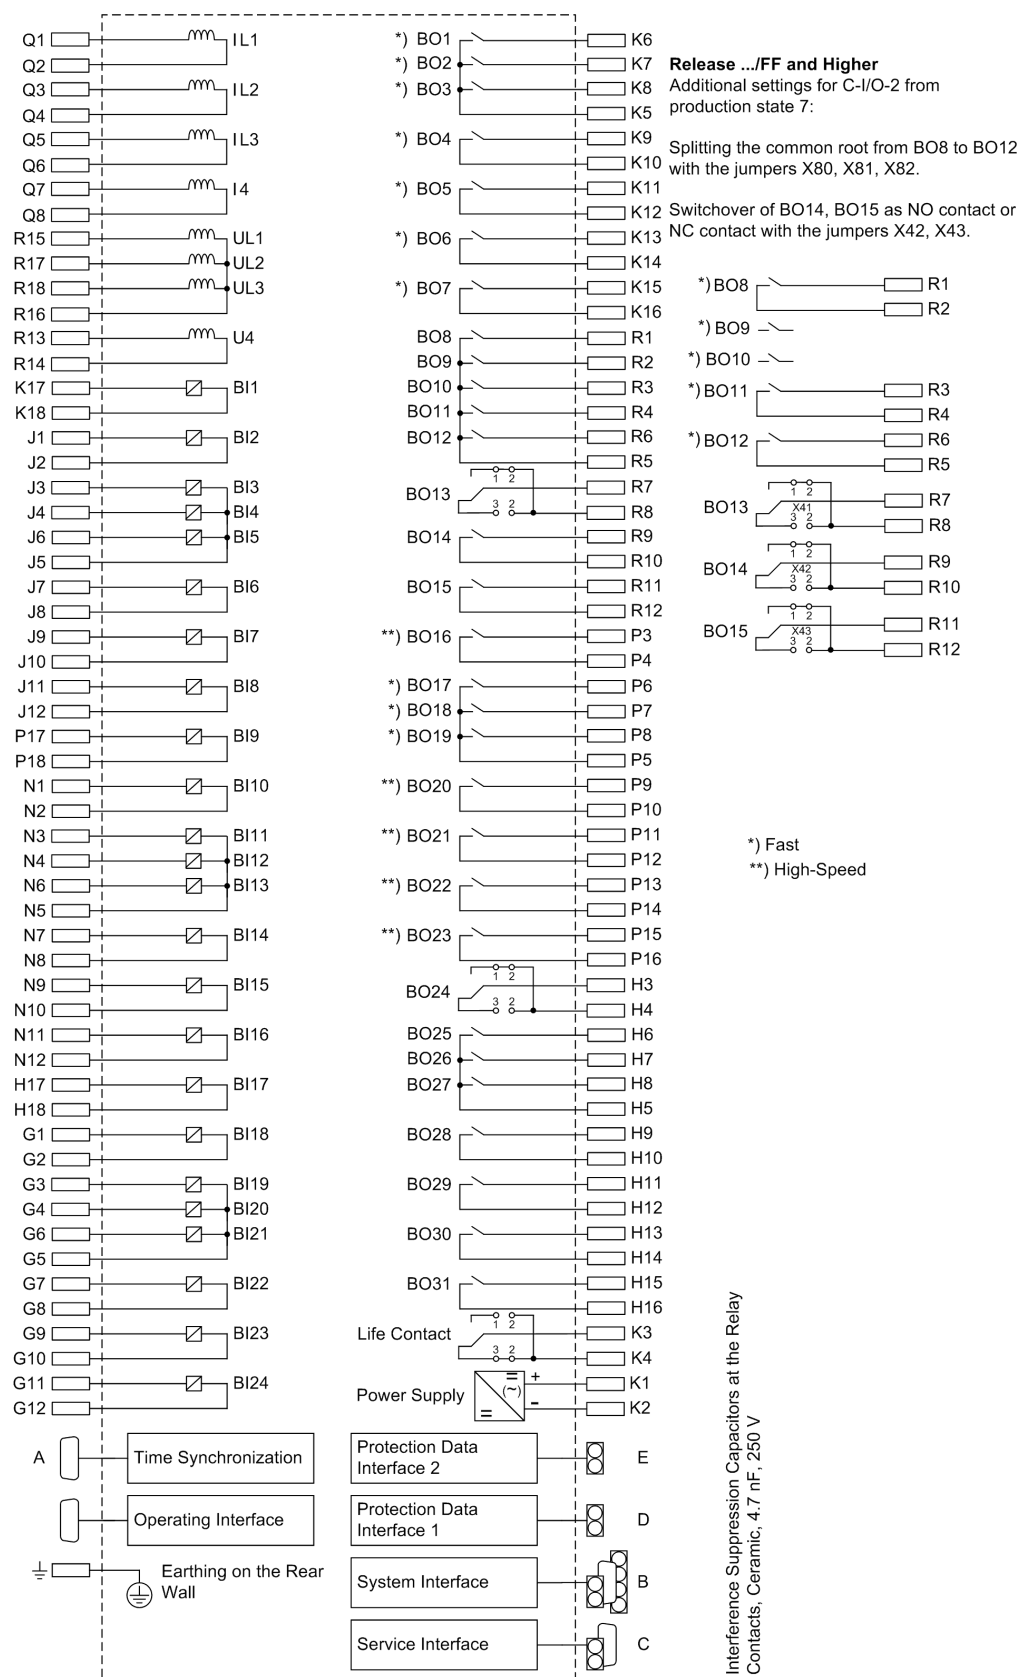 Q1 IL1
Q2
Q3 IL2
Q4
Q5 IL3
Q6
Q7 I4
Q8
R15 UL1
R17 UL2
R18 UL3
R16
R13 U4
R14
K17 BI1
K18
J1 BI2
J2
J3 BI3
J4 BI4
J6 BI5
J5
J7 BI6
J8
J9 BI7
J10
J11 BI8
J12
P17 BI9
P18
N1 BI10
N2
N3 BI11
N4 BI12
N6 BI13
N5
N7 BI14
N8
N9 BI15
N10
N11 BI16
N12
H17 BI17
H18
G1 BI18
G2
G3 BI19
G4 BI20
G6 BI21
G5
G7 BI22
G8
G9 BI23
G10
G11 BI24
G12
A Time Synchronization
Operating Interface
Earthing on the Rear
Wall
*) BO1 K6
*) BO2 K7
*) BO3 K8
K5
*) BO4 K9
K10
*) BO5 K11
K12
*) BO6 K13
K14
*) BO7 K15
K16
BO8 R1
BO9 R2
BO10 R3
BO11 R4
BO12 R6
R5
1 2
BO13 R7
3 2 R8
BO14 R9
R10
BO15 R11
R12
**) BO16 P3
P4
*) BO17 P6
*) BO18 P7
*) BO19 P8
P5
**) BO20 P9
P10
**) BO21 P11
P12
**) BO22 P13
P14
**) BO23 P15
P16
1 2
BO24 H3
3 2 H4
BO25 H6
BO26 H7
BO27 H8
H5
BO28 H9
H10
BO29 H11
H12
BO30 H13
H14
BO31 H15
H16
1 2
Life Contact K3
3 2 K4
Power Supply = (~) + K1
= - K2
Protection Data
Interface 2 E
Protection Data
Interface 1 D
System Interface B
Service Interface C
Release .../FF and Higher
Additional settings for C-I/O-2 from
production state 7:
Splitting the common root from BO8 to BO12
with the jumpers X80, X81, X82.
Switchover of BO14, BO15 as NO contact or
NC contact with the jumpers X42, X43.
*) BO8 R1
R2
*) BO9
*) BO10
*) BO11 R3
R4
*) BO12 R6
R5
1 2
BO13 X41 R7
3 2 R8
1 2
BO14 X42 R9
3 2 R10
1 2
BO15 X43 R11
3 2 R12
*) Fast
**) High-Speed
Interference Suppression Capacitors at the Relay
Contacts, Ceramic, 4.7 nF, 250 V